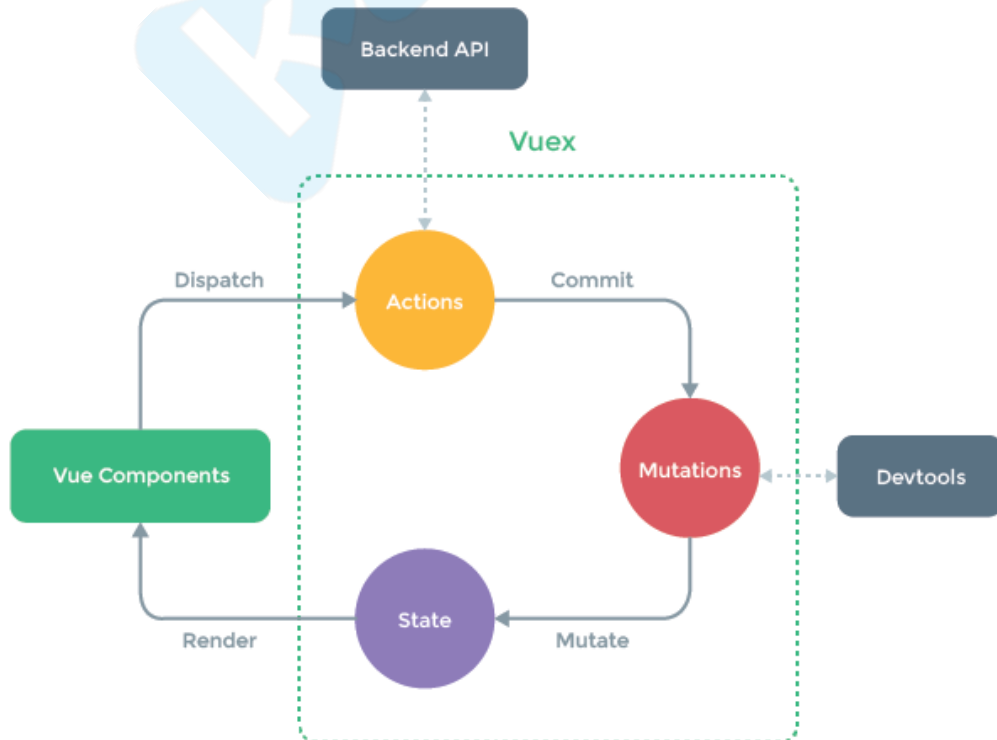 Backend API
Vuex
Dispatch
Commit
Actions
Vue Components
Mutations
Devtools
State
Render
Mutate